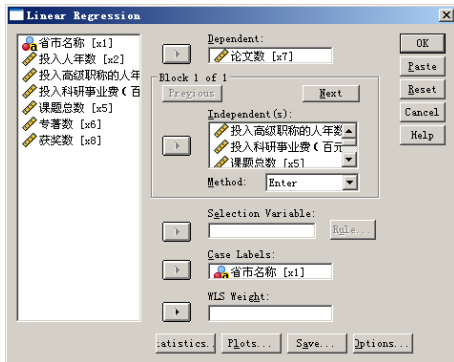 Linear Regression
省市名称 [x1]
投入人年数 [x2]
投入高级职称的人年
投入科研事业费(百
课题总数 [x5]
专著数 [x6]
获奖数 [x8]
Dependent:
论文数 [x7]
Block 1 of 1
Previous
Next
Independent(s):
投入高级职称的人年数
投入科研事业费(百元
课题总数 [x5]
Method:
Enter
Selection Variable:
Rule...
Case Labels:
省市名称 [x1]
WLS Weight:
tatistics..
Plots...
Save...
Options...
OK
Paste
Reset
Cancel
Help